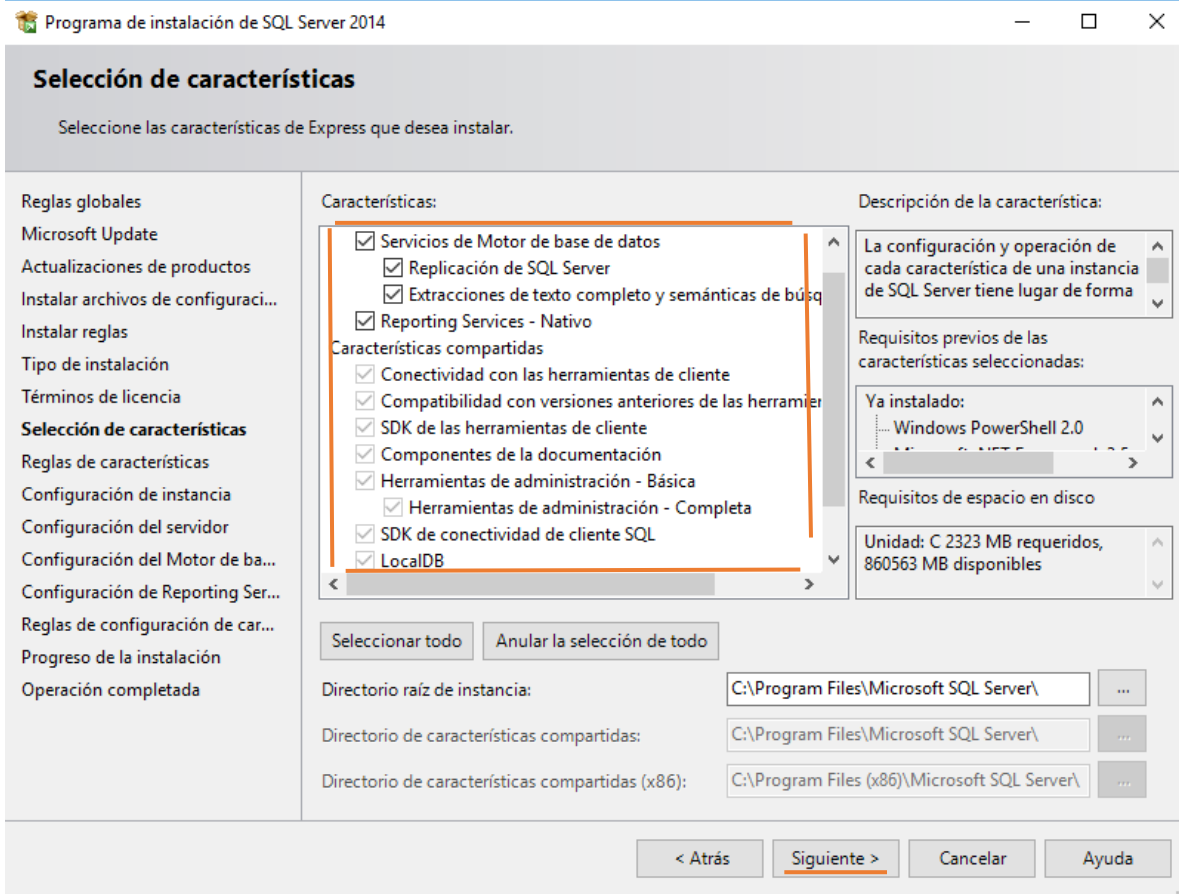 Programa de instalación de SQL Server 2014
Selección de características
Seleccione las características de Express que desea instalar.
Reglas globales
Microsoft Update
Actualizaciones de productos
Instalar archivos de configuraci...
Instalar reglas
Tipo de instalación
Términos de licencia
Selección de características
Reglas de características
Configuración de instancia
Configuración del servidor
Configuración del Motor de ba...
Configuración de Reporting Ser...
Reglas de configuración de car...
Progreso de la instalación
Operación completada
Características:
Servicios de Motor de base de datos
Replicación de SQL Server
Extracciones de texto completo y semánticas de búsq
Reporting Services - Nativo
Características compartidas
Conectividad con las herramientas de cliente
Compatibilidad con versiones anteriores de las herramier
SDK de las herramientas de cliente
Componentes de la documentación
Herramientas de administración - Básica
Herramientas de administración - Completa
SDK de conectividad de cliente SQL
LocalDB
Descripción de la característica:
La configuración y operación de
cada característica de una instancia
de SQL Server tiene lugar de forma
Requisitos previos de las
características seleccionadas:
Ya instalado:
Windows PowerShell 2.0
Requisitos de espacio en disco
Unidad: C 2323 MB requeridos,
860563 MB disponibles
Seleccionar todo
Anular la selección de todo
Directorio raíz de instancia:
C:\Program Files\Microsoft SQL Server\
...
Directorio de características compartidas:
C:\Program Files\Microsoft SQL Server\
...
Directorio de características compartidas (x86):
C:\Program Files (x86)\Microsoft SQL Server\
...
< Atrás
Siguiente >
Cancelar
Ayuda